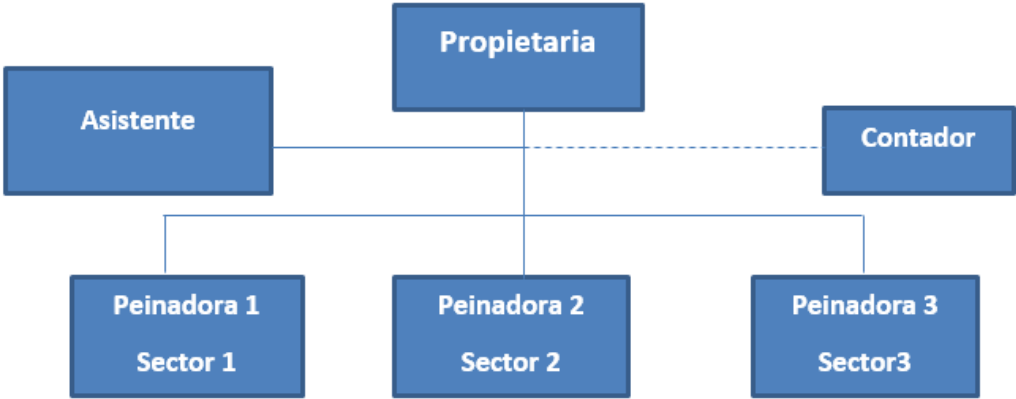 Propietaria
Asistente
Contador
Peinadora 1
Sector 1
Peinadora 2
Sector 2
Peinadora 3
Sector3